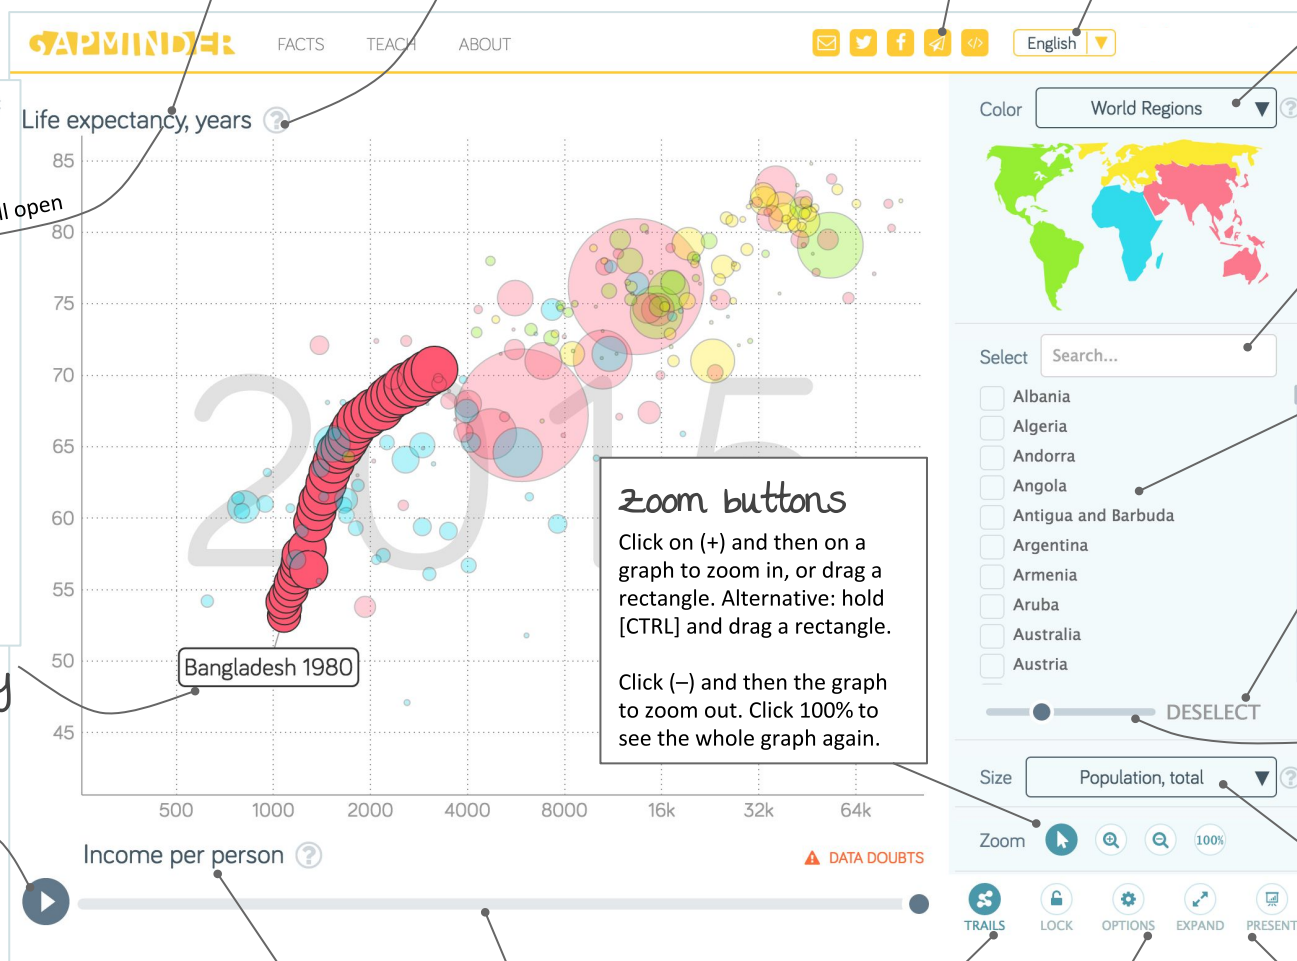 GAPMINDER
FACTS
TEACH
ABOUT
English
Life expectancy, years ?
ll open
85
80
75
70
65
60
55
50
45
2015
Bangladesh 1980
500 1000 2000 4000 8000 16k 32k 64k
Income per person ?
DATA DOUBTS
Zoom buttons
Click on (+) and then on a
graph to zoom in, or drag a
rectangle. Alternative: hold
[CTRL] and drag a rectangle.
Click (–) and then the graph
to zoom out. Click 100% to
see the whole graph again.
Color World Regions ?
Select Search...
Albania
Algeria
Andorra
Angola
Antigua and Barbuda
Argentina
Armenia
Aruba
Australia
Austria
DESELECT
Size Population, total ?
Zoom 100%
TRAILS LOCK OPTIONS EXPAND PRESENT